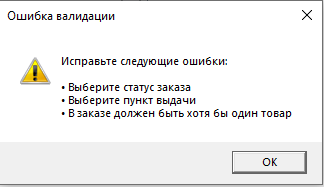 Ошибка валидации
Исправьте следующие ошибки:
• Выберите статус заказа
• Выберите пункт выдачи
• В заказе должен быть хотя бы один товар
OK